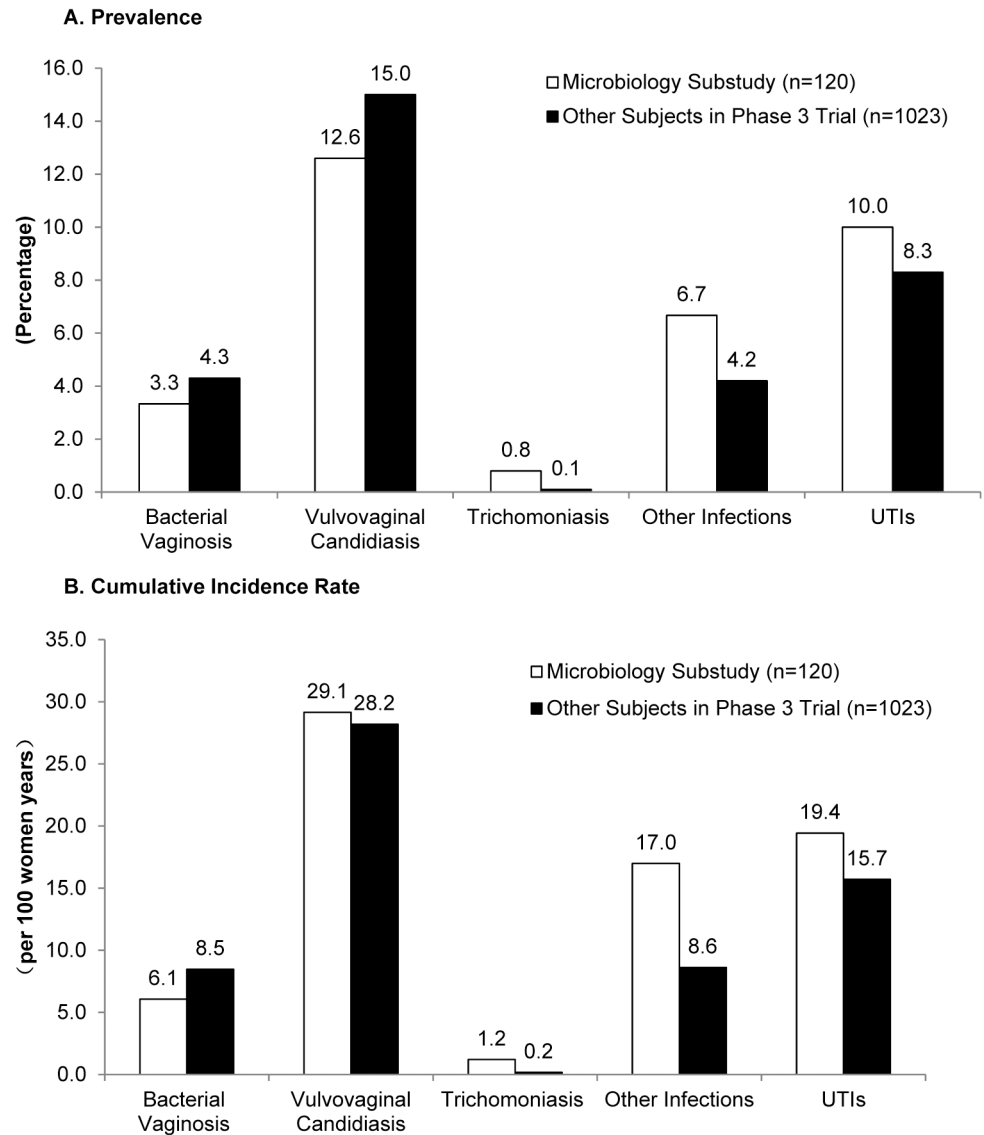 A. Prevalence
(Percentage)
16.0
14.0
12.0
10.0
8.0
6.0
4.0
2.0
0.0
Microbiology Substudy (n=120)
Other Subjects in Phase 3 Trial (n=1023)
3.3
4.3
12.6
15.0
0.8
0.1
6.7
4.2
10.0
8.3
Bacterial
Vaginosis
Vulvovaginal
Candidiasis
Trichomoniasis
Other Infections
UTIs
B. Cumulative Incidence Rate
（per 100 women years）
35.0
30.0
25.0
20.0
15.0
10.0
5.0
0.0
Microbiology Substudy (n=120)
Other Subjects in Phase 3 Trial (n=1023)
6.1
8.5
29.1
28.2
1.2
0.2
17.0
8.6
19.4
15.7
Bacterial
Vaginosis
Vulvovaginal
Candidiasis
Trichomoniasis
Other Infections
UTIs